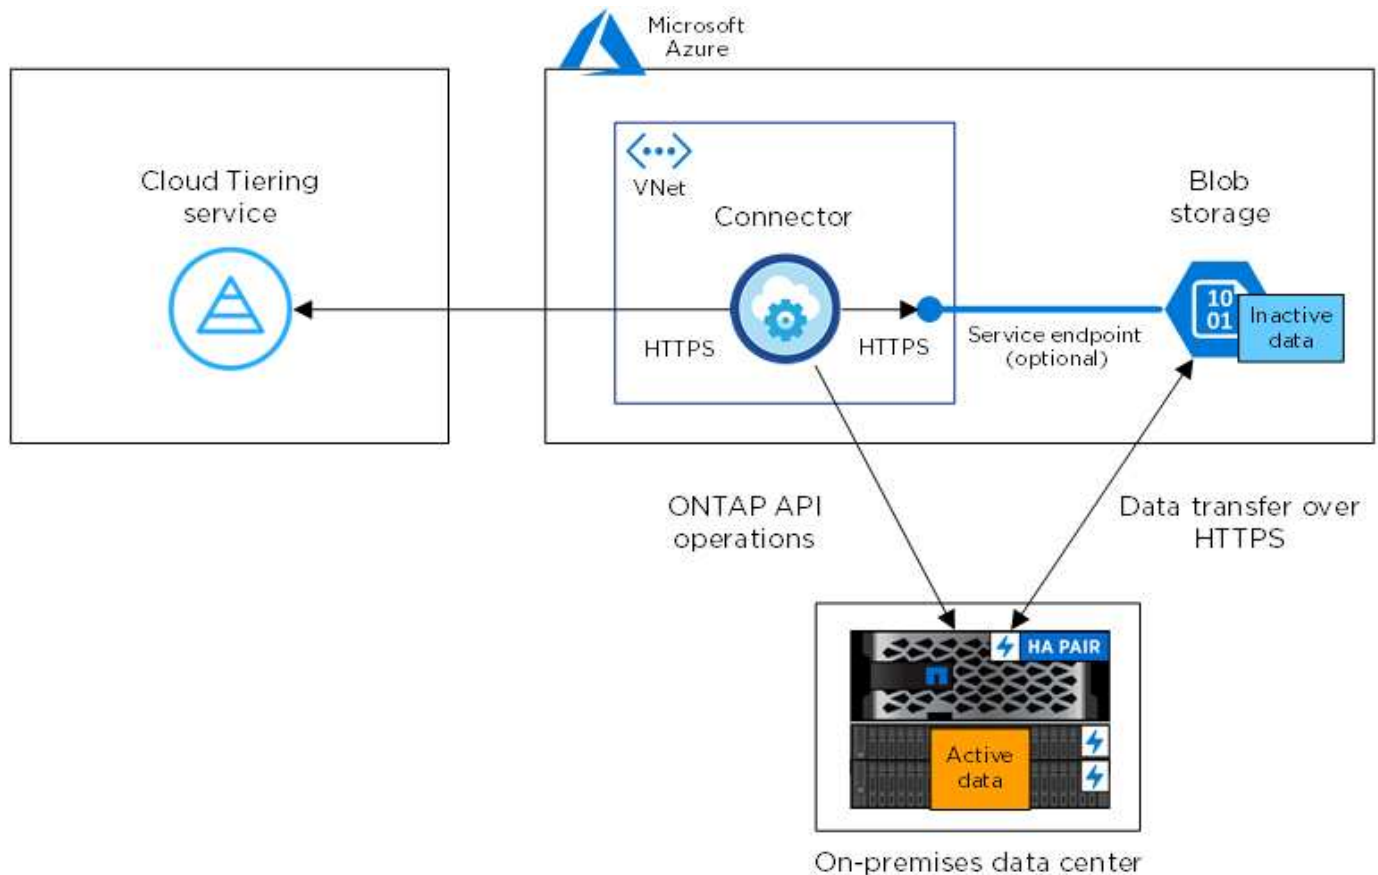 Microsoft
Azure
Cloud Tiering
service
VNet
Connector
Blob
storage
10
01
Inactive
data
HTTPS
HTTPS
Service endpoint
(optional)
ONTAP API
operations
Data transfer over
HTTPS
HA PAIR
Active
data
On-premises data center